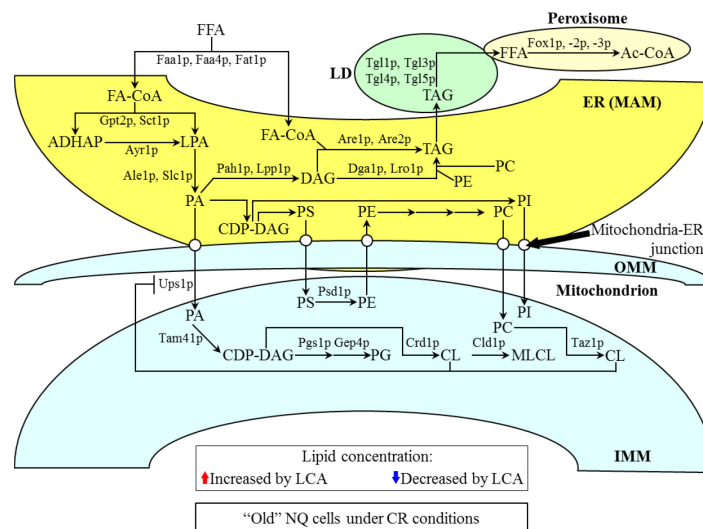 Peroxisome
FFA
Faa1p, Faa4p, Fat1p
Tgl1p, Tgl3p
Tgl4p, Tgl5p
LD
TAG
FFA
Fox1p, -2p, -3p
Ac-CoA
ER (MAM)
FA-CoA
Gpt2p, Sct1p
ADHAP
LPA
Ayr1p
FA-CoA
Are1p, Are2p
TAG
Ale1p, Slc1p
Pah1p, Lpp1p
DAG
Dga1p, Lro1p
PC
PE
PA
CDP-DAG
PS
PE
PC
PI
Mitochondria-ER
junction
OMM
Mitochondrion
Ups1p
PA
PS
Psd1p
PE
PI
PC
Tam41p
CDP-DAG
Pgs1p Gep4p
PG
Crd1p
CL
Cld1p
MLCL
Taz1p
CL
IMM
Lipid concentration:
Increased by LCA
Decreased by LCA
“Old” NQ cells under CR conditions